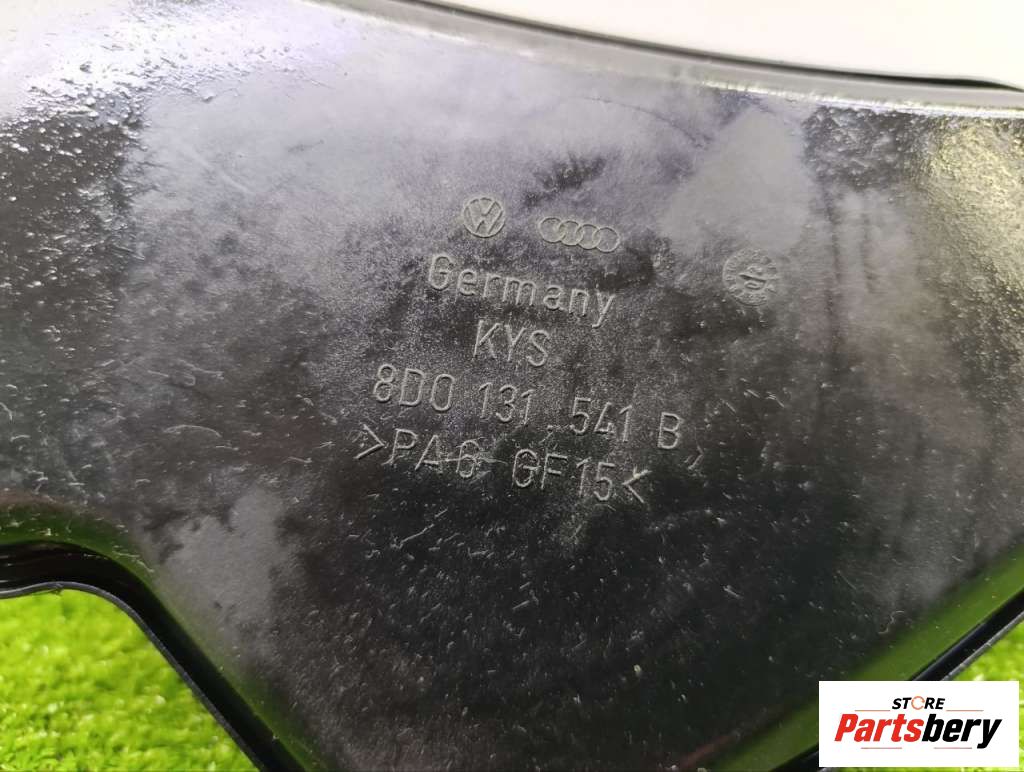 Germany
KYS
8D0 131 541 B
>PA6-GF15<
STORE
Partsbery